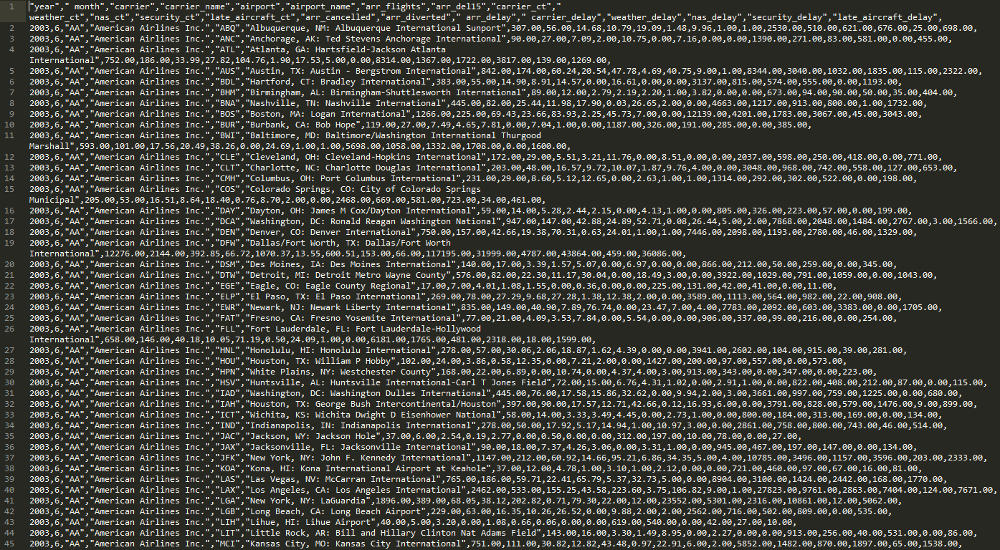 1 "year"," month","carrier","carrier_name","airport","airport_name","arr_flights","arr_del15","carrier_ct","
weather_ct","nas_ct","security_ct","late_aircraft_ct","arr_cancelled","arr_diverted"," arr_delay"," carrier_delay","weather_delay","nas_delay","security_delay","late_aircraft_delay",
2 2003,6,"AA","American Airlines Inc.","ABQ","Albuquerque, NM: Albuquerque International Sunport",307.00,56.00,14.68,10.79,19.09,1.48,9.96,1.00,1.00,2530.00,510.00,621.00,676.00,25.00,698.00,
3 2003,6,"AA","American Airlines Inc.","ANC","Anchorage, AK: Ted Stevens Anchorage International",90.00,27.00,7.09,2.00,10.75,0.00,7.16,0.00,0.00,1390.00,271.00,83.00,581.00,0.00,455.00,
4 2003,6,"AA","American Airlines Inc.","ATL","Atlanta, GA: Hartsfield-Jackson Atlanta
International",752.00,186.00,33.99,27.82,104.76,1.90,17.53,5.00,0.00,8314.00,1367.00,1722.00,3817.00,139.00,1269.00,
5 2003,6,"AA","American Airlines Inc.","AUS","Austin, TX: Austin - Bergstrom International",842.00,174.00,60.24,20.54,47.78,4.69,40.75,9.00,1.00,8344.00,3040.00,1032.00,1835.00,115.00,2322.00,
6 2003,6,"AA","American Airlines Inc.","BDL","Hartford, CT: Bradley International",383.00,55.00,14.90,8.91,14.57,0.00,16.61,0.00,0.00,3137.00,815.00,574.00,555.00,0.00,1193.00,
7 2003,6,"AA","American Airlines Inc.","BHM","Birmingham, AL: Birmingham-Shuttlesworth International",89.00,12.00,2.79,2.19,2.20,1.00,3.82,0.00,0.00,673.00,94.00,90.00,50.00,35.00,404.00,
8 2003,6,"AA","American Airlines Inc.","BNA","Nashville, TN: Nashville International",445.00,82.00,25.44,11.98,17.90,0.03,26.65,2.00,0.00,4663.00,1217.00,913.00,800.00,1.00,1732.00,
9 2003,6,"AA","American Airlines Inc.","BOS","Boston, MA: Logan International",1266.00,225.00,69.43,23.66,83.93,2.25,45.73,7.00,0.00,12139.00,4201.00,1783.00,3067.00,45.00,3043.00,
10 2003,6,"AA","American Airlines Inc.","BUR","Burbank, CA: Bob Hope",119.00,27.00,7.49,4.65,7.81,0.00,7.04,1.00,0.00,1187.00,326.00,191.00,285.00,0.00,385.00,
11 2003,6,"AA","American Airlines Inc.","BWI","Baltimore, MD: Baltimore/Washington International Thurgood
Marshall",593.00,101.00,17.56,20.49,38.26,0.00,24.69,1.00,1.00,5698.00,1058.00,1332.00,1708.00,0.00,1600.00,
12 2003,6,"AA","American Airlines Inc.","CLE","Cleveland, OH: Cleveland-Hopkins International",172.00,29.00,5.51,3.21,11.76,0.00,8.51,0.00,0.00,2037.00,598.00,250.00,418.00,0.00,771.00,
13 2003,6,"AA","American Airlines Inc.","CLT","Charlotte, NC: Charlotte Douglas International",203.00,48.00,16.57,9.72,10.07,1.87,9.76,4.00,0.00,3048.00,968.00,742.00,558.00,127.00,653.00,
14 2003,6,"AA","American Airlines Inc.","CMH","Columbus, OH: Port Columbus International",231.00,29.00,8.60,5.12,12.65,0.00,2.63,1.00,1.00,1314.00,292.00,302.00,522.00,0.00,198.00,
15 2003,6,"AA","American Airlines Inc.","COS","Colorado Springs, CO: City of Colorado Springs
Municipal",205.00,53.00,16.51,8.64,18.40,0.76,8.70,2.00,0.00,2468.00,669.00,581.00,723.00,34.00,461.00,
16 2003,6,"AA","American Airlines Inc.","DAY","Dayton, OH: James M Cox/Dayton International",59.00,14.00,5.28,2.44,2.15,0.00,4.13,1.00,0.00,805.00,326.00,223.00,57.00,0.00,199.00,
17 2003,6,"AA","American Airlines Inc.","DCA","Washington, DC: Ronald Reagan Washington National",947.00,147.00,42.88,24.89,52.71,0.08,26.44,5.00,2.00,7868.00,2048.00,1484.00,2767.00,3.00,1566.00,
18 2003,6,"AA","American Airlines Inc.","DEN","Denver, CO: Denver International",750.00,157.00,42.66,19.38,70.31,0.63,24.01,1.00,1.00,7446.00,2098.00,1193.00,2780.00,46.00,1329.00,
19 2003,6,"AA","American Airlines Inc.","DFW","Dallas/Fort Worth, TX: Dallas/Fort Worth
International",12276.00,2144.00,392.85,66.72,1070.37,13.55,600.51,153.00,66.00,117195.00,31999.00,4787.00,43864.00,459.00,36086.00,
20 2003,6,"AA","American Airlines Inc.","DSM","Des Moines, IA: Des Moines International",140.00,17.00,3.39,1.57,5.07,0.00,6.97,0.00,0.00,866.00,212.00,50.00,259.00,0.00,345.00,
21 2003,6,"AA","American Airlines Inc.","DTW","Detroit, MI: Detroit Metro Wayne County",576.00,82.00,22.30,11.17,30.04,0.00,18.49,3.00,0.00,3922.00,1029.00,791.00,1059.00,0.00,1043.00,
22 2003,6,"AA","American Airlines Inc.","EGE","Eagle, CO: Eagle County Regional",17.00,7.00,4.01,1.08,1.55,0.00,0.36,0.00,0.00,225.00,131.00,42.00,41.00,0.00,11.00,
23 2003,6,"AA","American Airlines Inc.","ELP","El Paso, TX: El Paso International",269.00,78.00,27.29,9.68,27.28,1.38,12.38,2.00,0.00,3589.00,1113.00,564.00,982.00,22.00,908.00,
24 2003,6,"AA","American Airlines Inc.","EWR","Newark, NJ: Newark Liberty International",835.00,149.00,40.90,7.89,76.74,0.00,23.47,7.00,4.00,7783.00,2092.00,603.00,3383.00,0.00,1705.00,
25 2003,6,"AA","American Airlines Inc.","FAT","Fresno, CA: Fresno Yosemite International",77.00,21.00,4.09,3.53,7.84,0.00,5.54,0.00,0.00,906.00,337.00,99.00,216.00,0.00,254.00,
26 2003,6,"AA","American Airlines Inc.","FLL","Fort Lauderdale, FL: Fort Lauderdale-Hollywood
International",658.00,146.00,40.18,10.05,71.19,0.50,24.09,1.00,0.00,6181.00,1765.00,481.00,2318.00,18.00,1599.00,
27 2003,6,"AA","American Airlines Inc.","HNL","Honolulu, HI: Honolulu International",278.00,57.00,30.06,2.06,18.87,1.62,4.39,0.00,0.00,3941.00,2602.00,104.00,915.00,39.00,281.00,
28 2003,6,"AA","American Airlines Inc.","HOU","Houston, TX: William P Hobby",102.00,24.00,3.86,0.58,12.35,0.00,7.21,2.00,0.00,1427.00,200.00,97.00,557.00,0.00,573.00,
29 2003,6,"AA","American Airlines Inc.","HPN","White Plains, NY: Westchester County",168.00,22.00,6.89,0.00,10.74,0.00,4.37,4.00,3.00,913.00,343.00,0.00,347.00,0.00,223.00,
30 2003,6,"AA","American Airlines Inc.","HSV","Huntsville, AL: Huntsville International-Carl T Jones Field",72.00,15.00,6.76,4.31,1.02,0.00,2.91,1.00,0.00,822.00,408.00,212.00,87.00,0.00,115.00,
31 2003,6,"AA","American Airlines Inc.","IAD","Washington, DC: Washington Dulles International",445.00,76.00,17.58,15.86,32.62,0.00,9.94,2.00,3.00,3661.00,997.00,759.00,1225.00,0.00,680.00,
32 2003,6,"AA","American Airlines Inc.","IAH","Houston, TX: George Bush Intercontinental/Houston",397.00,90.00,17.57,12.71,42.66,0.12,16.93,6.00,0.00,3791.00,828.00,579.00,1476.00,9.00,899.00,
33 2003,6,"AA","American Airlines Inc.","ICT","Wichita, KS: Wichita Dwight D Eisenhower National",58.00,14.00,3.33,3.49,4.45,0.00,2.73,1.00,0.00,800.00,184.00,313.00,169.00,0.00,134.00,
34 2003,6,"AA","American Airlines Inc.","IND","Indianapolis, IN: Indianapolis International",278.00,50.00,17.92,5.17,14.94,1.00,10.97,3.00,0.00,2861.00,758.00,800.00,743.00,46.00,514.00,
35 2003,6,"AA","American Airlines Inc.","JAC","Jackson, WY: Jackson Hole",37.00,6.00,2.54,0.19,2.77,0.00,0.50,0.00,0.00,312.00,197.00,10.00,78.00,0.00,27.00,
36 2003,6,"AA","American Airlines Inc.","JAX","Jacksonville, FL: Jacksonville International",90.00,18.00,7.37,4.26,3.06,0.00,3.31,1.00,0.00,945.00,467.00,197.00,147.00,0.00,134.00,
37 2003,6,"AA","American Airlines Inc.","JFK","New York, NY: John F. Kennedy International",1147.00,212.00,60.92,14.66,95.21,6.86,34.35,5.00,4.00,10785.00,3496.00,1157.00,3596.00,203.00,2333.00,
38 2003,6,"AA","American Airlines Inc.","KOA","Kona, HI: Kona International Airport at Keahole",37.00,12.00,4.78,1.00,3.10,1.00,2.12,0.00,0.00,721.00,460.00,97.00,67.00,16.00,81.00,
39 2003,6,"AA","American Airlines Inc.","LAS","Las Vegas, NV: McCarran International",765.00,186.00,59.71,22.41,65.79,5.37,32.73,5.00,0.00,8904.00,3100.00,1424.00,2442.00,168.00,1770.00,
40 2003,6,"AA","American Airlines Inc.","LAX","Los Angeles, CA: Los Angeles International",2462.00,533.00,155.25,43.58,223.60,3.75,106.82,9.00,1.00,27823.00,9761.00,2863.00,7404.00,124.00,7671.00,
41 2003,6,"AA","American Airlines Inc.","LGA","New York, NY: LaGuardia",1896.00,389.00,68.05,38.12,202.82,0.71,79.30,22.00,12.00,23552.00,5301.00,2316.00,10861.00,12.00,5062.00,
42 2003,6,"AA","American Airlines Inc.","LGB","Long Beach, CA: Long Beach Airport",229.00,63.00,16.35,10.26,26.52,0.00,9.88,2.00,2.00,2562.00,716.00,502.00,809.00,0.00,535.00,
43 2003,6,"AA","American Airlines Inc.","LIH","Lihue, HI: Lihue Airport",40.00,5.00,3.20,0.00,1.08,0.66,0.06,0.00,0.00,619.00,540.00,0.00,42.00,27.00,10.00,
44 2003,6,"AA","American Airlines Inc.","LIT","Little Rock, AR: Bill and Hillary Clinton Nat Adams Field",143.00,16.00,3.30,1.49,8.95,0.00,2.27,0.00,0.00,913.00,256.00,40.00,531.00,0.00,86.00,
45 2003,6,"AA","American Airlines Inc.","MCI","Kansas City, MO: Kansas City International",751.00,111.00,30.82,12.82,43.48,0.97,22.91,6.00,2.00,5852.00,1482.00,870.00,1897.00,65.00,1538.00,